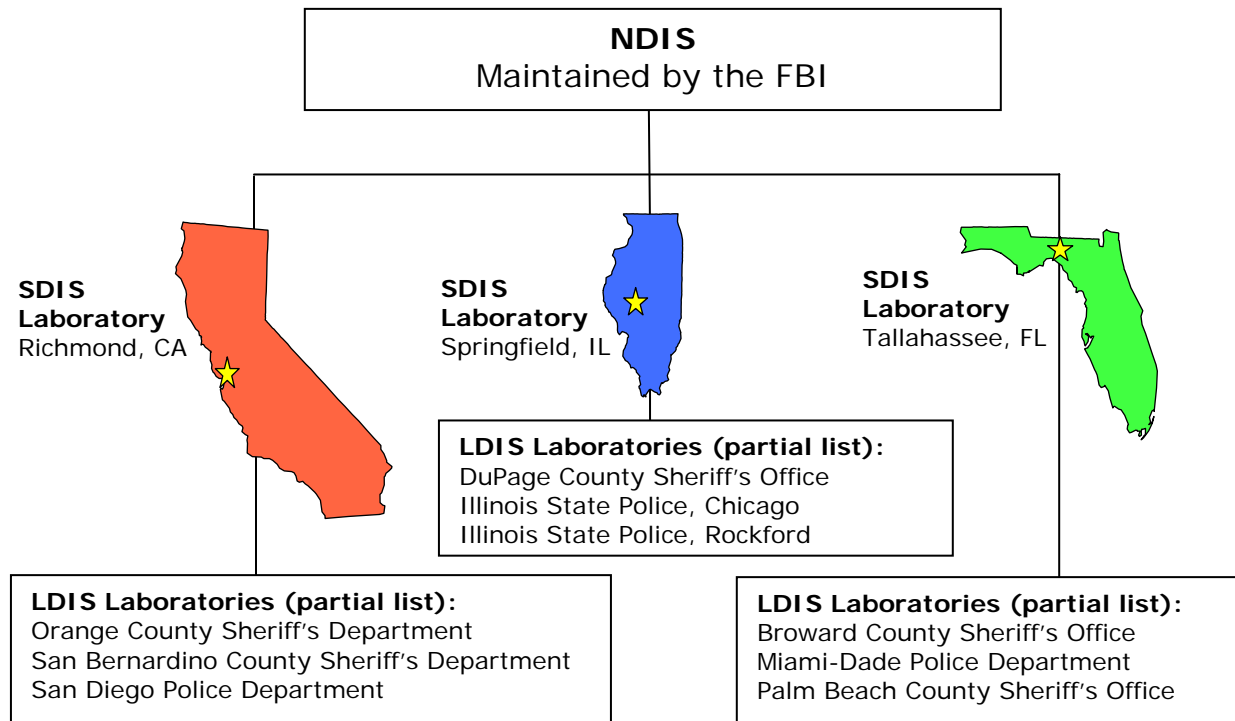 NDIS
Maintained by the FBI
SDIS
Laboratory
Richmond, CA
SDIS
Laboratory
Springfield, IL
SDIS
Laboratory
Tallahassee, FL
LDIS Laboratories (partial list):
DuPage County Sheriff's Office
Illinois State Police, Chicago
Illinois State Police, Rockford
LDIS Laboratories (partial list):
Orange County Sheriff's Department
San Bernardino County Sheriff's Department
San Diego Police Department
LDIS Laboratories (partial list):
Broward County Sheriff's Office
Miami-Dade Police Department
Palm Beach County Sheriff's Office